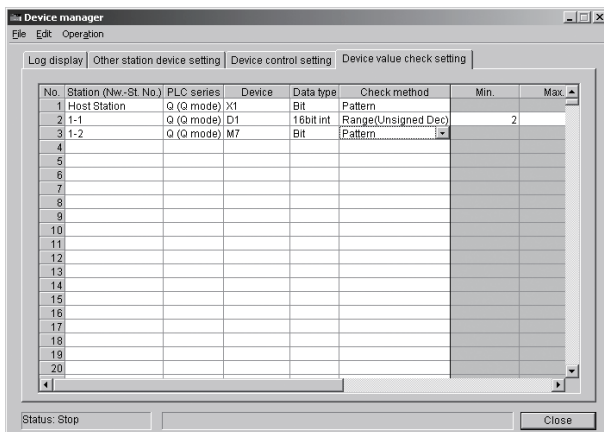 Device manager
File Edit Operation
Log display Other station device setting Device control setting Device value check setting
No. Station (Nw.-St. No.) PLC series Device Data type Check method Min. Max.
1 Host Station Q (Q mode) X1 Bit Pattern
2 1-1 Q (Q mode) D1 16bit int Range(Unsigned Dec) 2
3 1-2 Q (Q mode) M7 Bit Pattern
4
5
6
7
8
9
10
11
12
13
14
15
16
17
18
19
20
Status: Stop Close